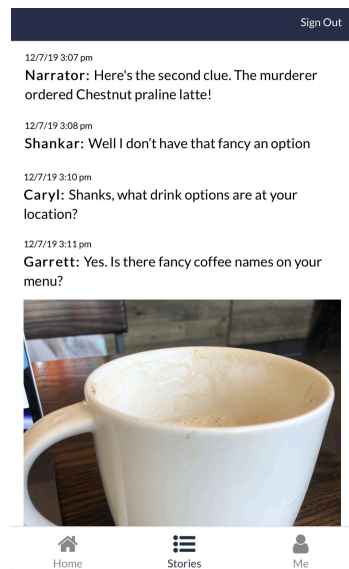 Sign Out
12/7/19 3:07 pm
Narrator: Here's the second clue. The murderer
ordered Chestnut praline latte!
12/7/19 3:08 pm
Shankar: Well I don't have that fancy an option
12/7/19 3:10 pm
Caryl: Shanks, what drink options are at your
location?
12/7/19 3:11 pm
Garrett: Yes. Is there fancy coffee names on your
menu?
Home
Stories
Me